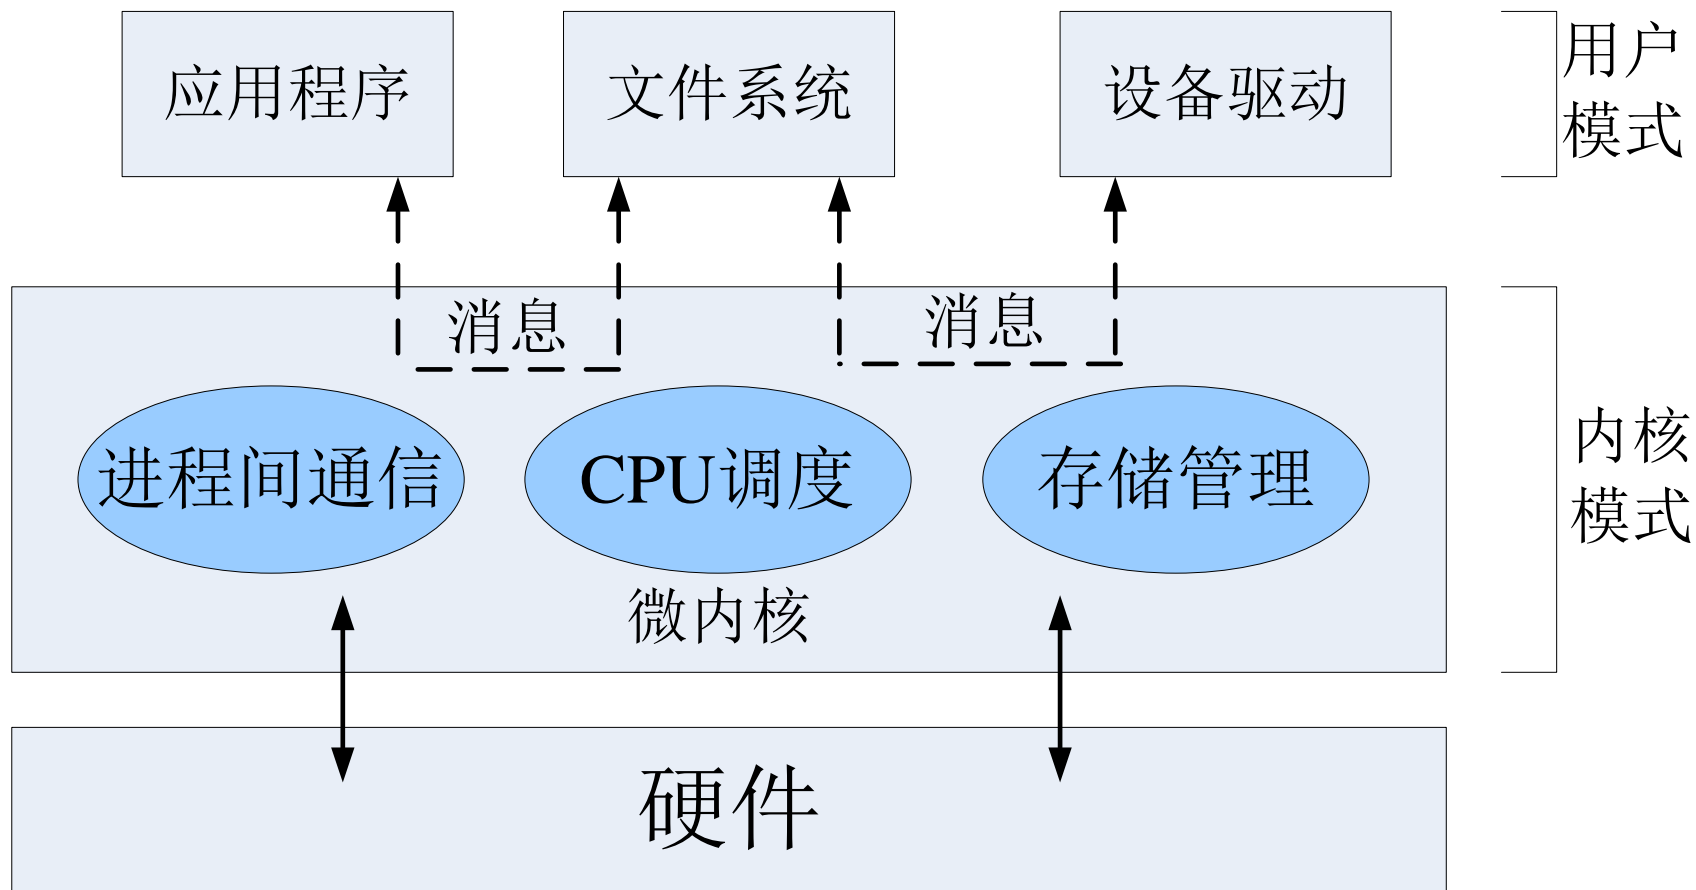 应用程序
文件系统
设备驱动
用户
模式
消息
消息
进程间通信
CPU调度
存储管理
内核
模式
微内核
硬件